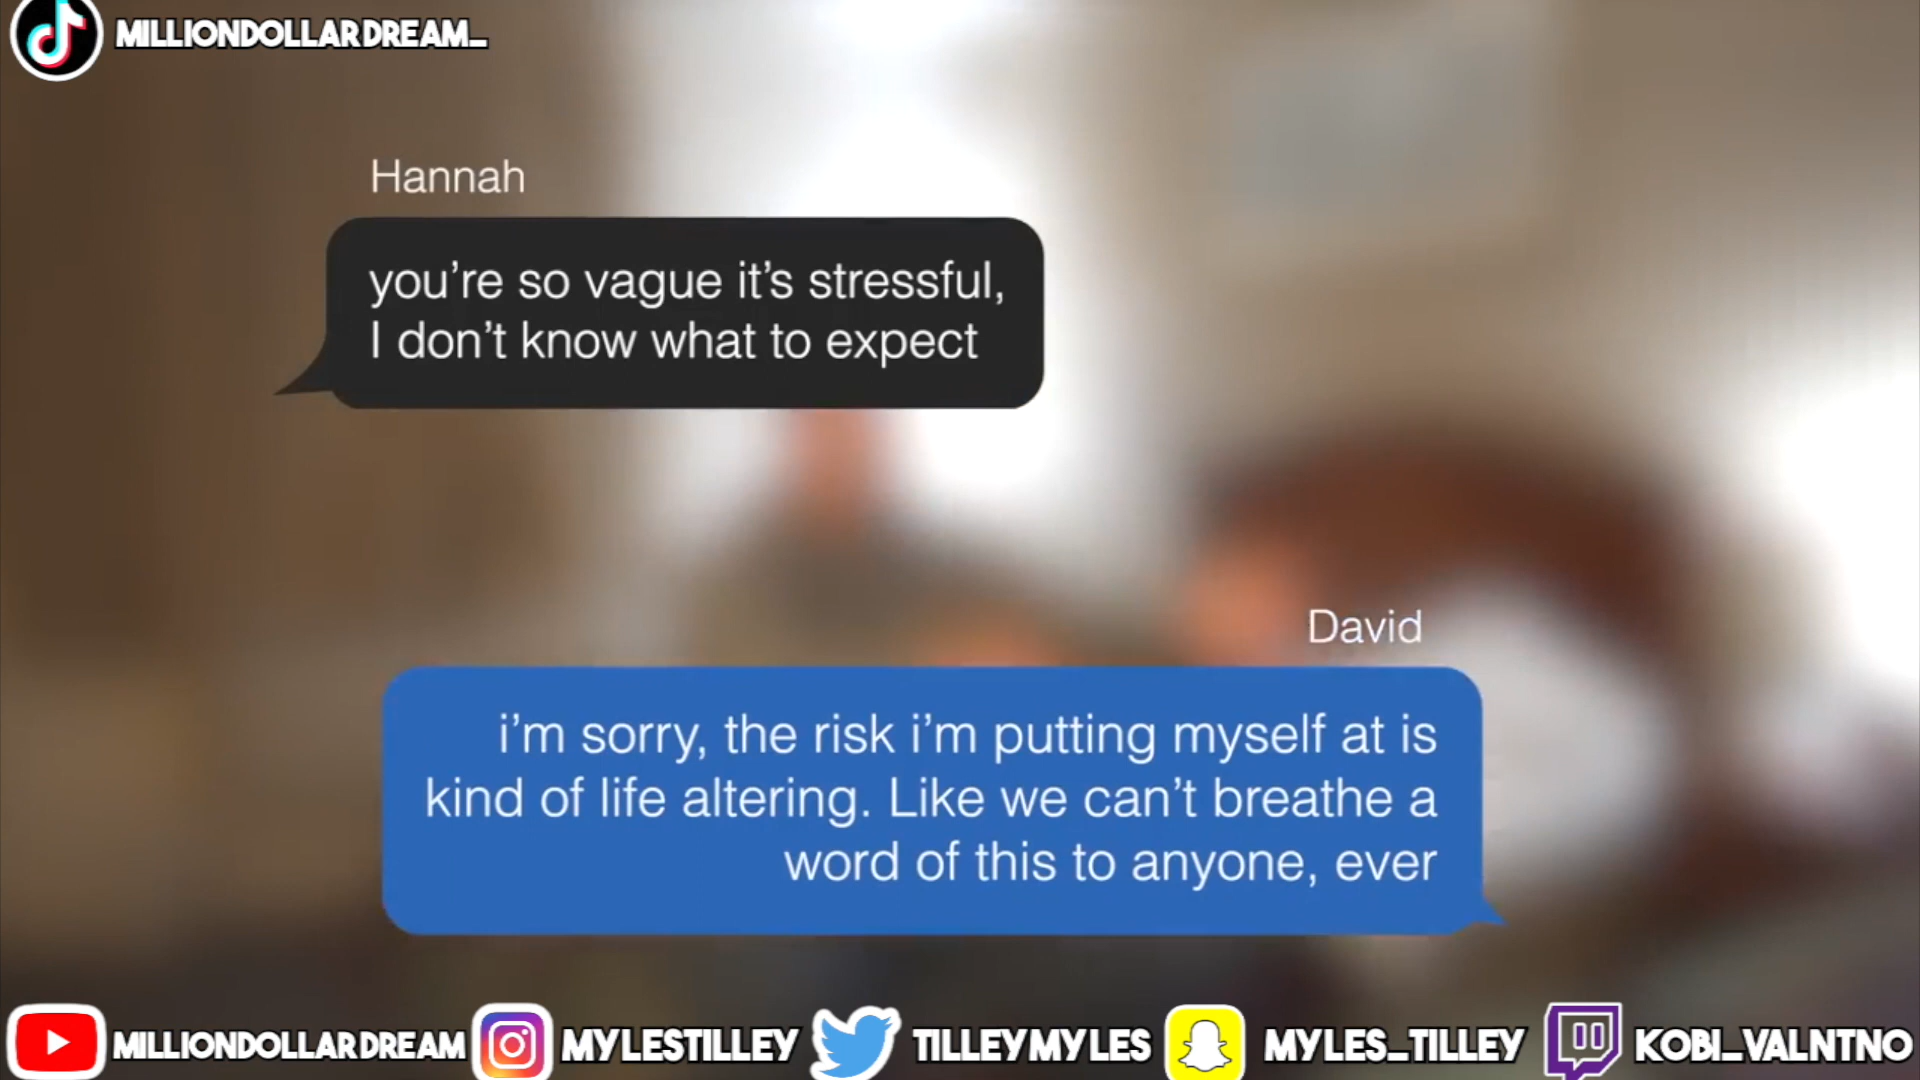 MILLIONDOLLARDREAM_
Hannah
you're so vague it's stressful,
I don't know what to expect
David
i'm sorry, the risk i'm putting myself at is
kind of life altering. Like we can't breathe a
word of this to anyone, ever
MILLIONDOLLARDREAM MYLESTILLEY TILLEYMYLES MYLES_TILLEY KOBI_VALNTNO